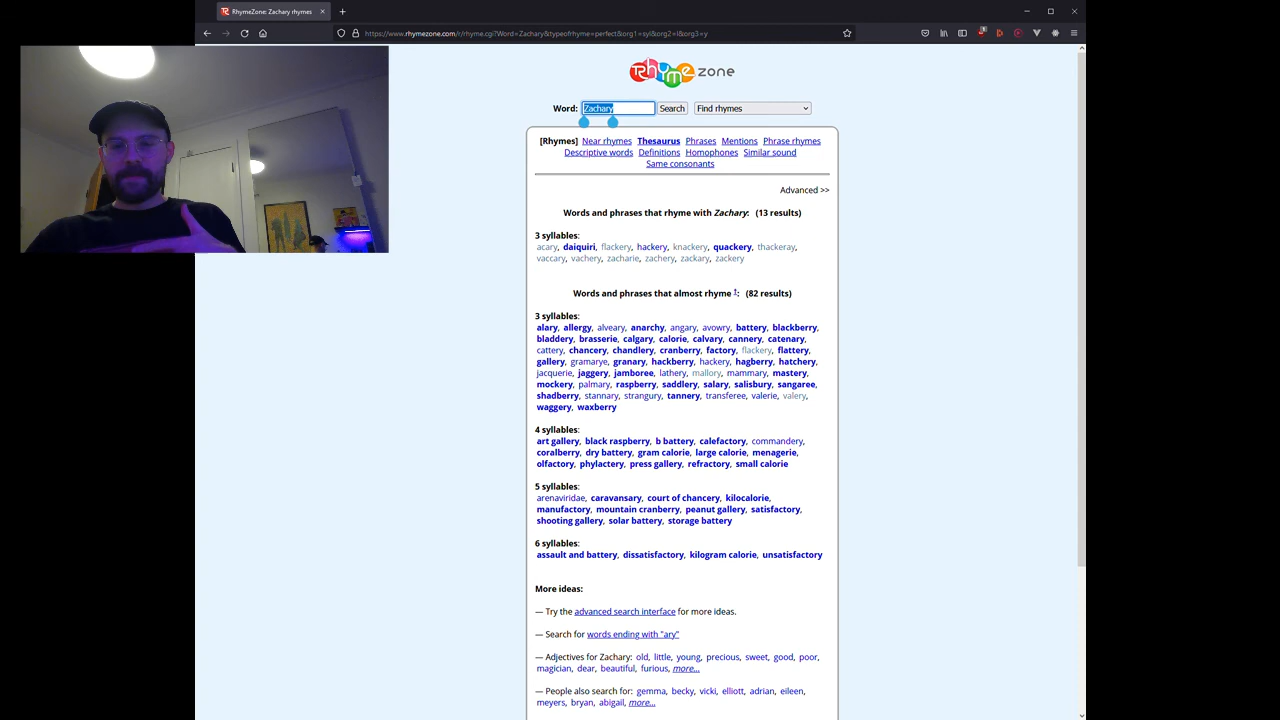 RhymeZone: Zachary rhymes
https://www.rhymezone.com/r/rhyme.cgi?Word=Zachary&typeofrhyme=perfect&org1=syl&org2=l&org3=y
Rhyme zone
Word: Zachary Search Find rhymes
[Rhymes] Near rhymes Thesaurus Phrases Mentions Phrase rhymes
Descriptive words Definitions Homophones Similar sound
Same consonants
Advanced >>
Words and phrases that rhyme with Zachary: (13 results)
3 syllables:
acary, daiquiri, flackery, hackery, knackery, quackery, thackeray,
vaccary, vachery, zacharie, zachery, zackary, zackery
Words and phrases that almost rhyme †: (82 results)
3 syllables:
alary, allergy, alveary, anarchy, angary, avowry, battery, blackberry,
bladdery, brasserie, calgary, calorie, calvary, cannery, catenary,
cattery, chancery, chandlery, cranberry, factory, flackery, flattery,
gallery, gramarye, granary, hackberry, hackery, hagberry, hatchery,
jacquerie, jaggery, jamboree, lathery, mallory, mammary, mastery,
mockery, palmary, raspberry, saddlery, salary, salisbury, sangaree,
shadberry, stannary, strangury, tannery, transferee, valerie, valery,
waggery, waxberry
4 syllables:
art gallery, black raspberry, b battery, calefactory, commandery,
coralberry, dry battery, gram calorie, large calorie, menagerie,
olfactory, phylactery, press gallery, refractory, small calorie
5 syllables:
arenaviridae, caravansary, court of chancery, kilocalorie,
manufactory, mountain cranberry, peanut gallery, satisfactory,
shooting gallery, solar battery, storage battery
6 syllables:
assault and battery, dissatisfactory, kilogram calorie, unsatisfactory
More ideas:
— Try the advanced search interface for more ideas.
— Search for words ending with "ary"
— Adjectives for Zachary: old, little, young, precious, sweet, good, poor,
magician, dear, beautiful, furious, more...
— People also search for: gemma, becky, vicki, elliott, adrian, eileen,
meyers, bryan, abigail, more...